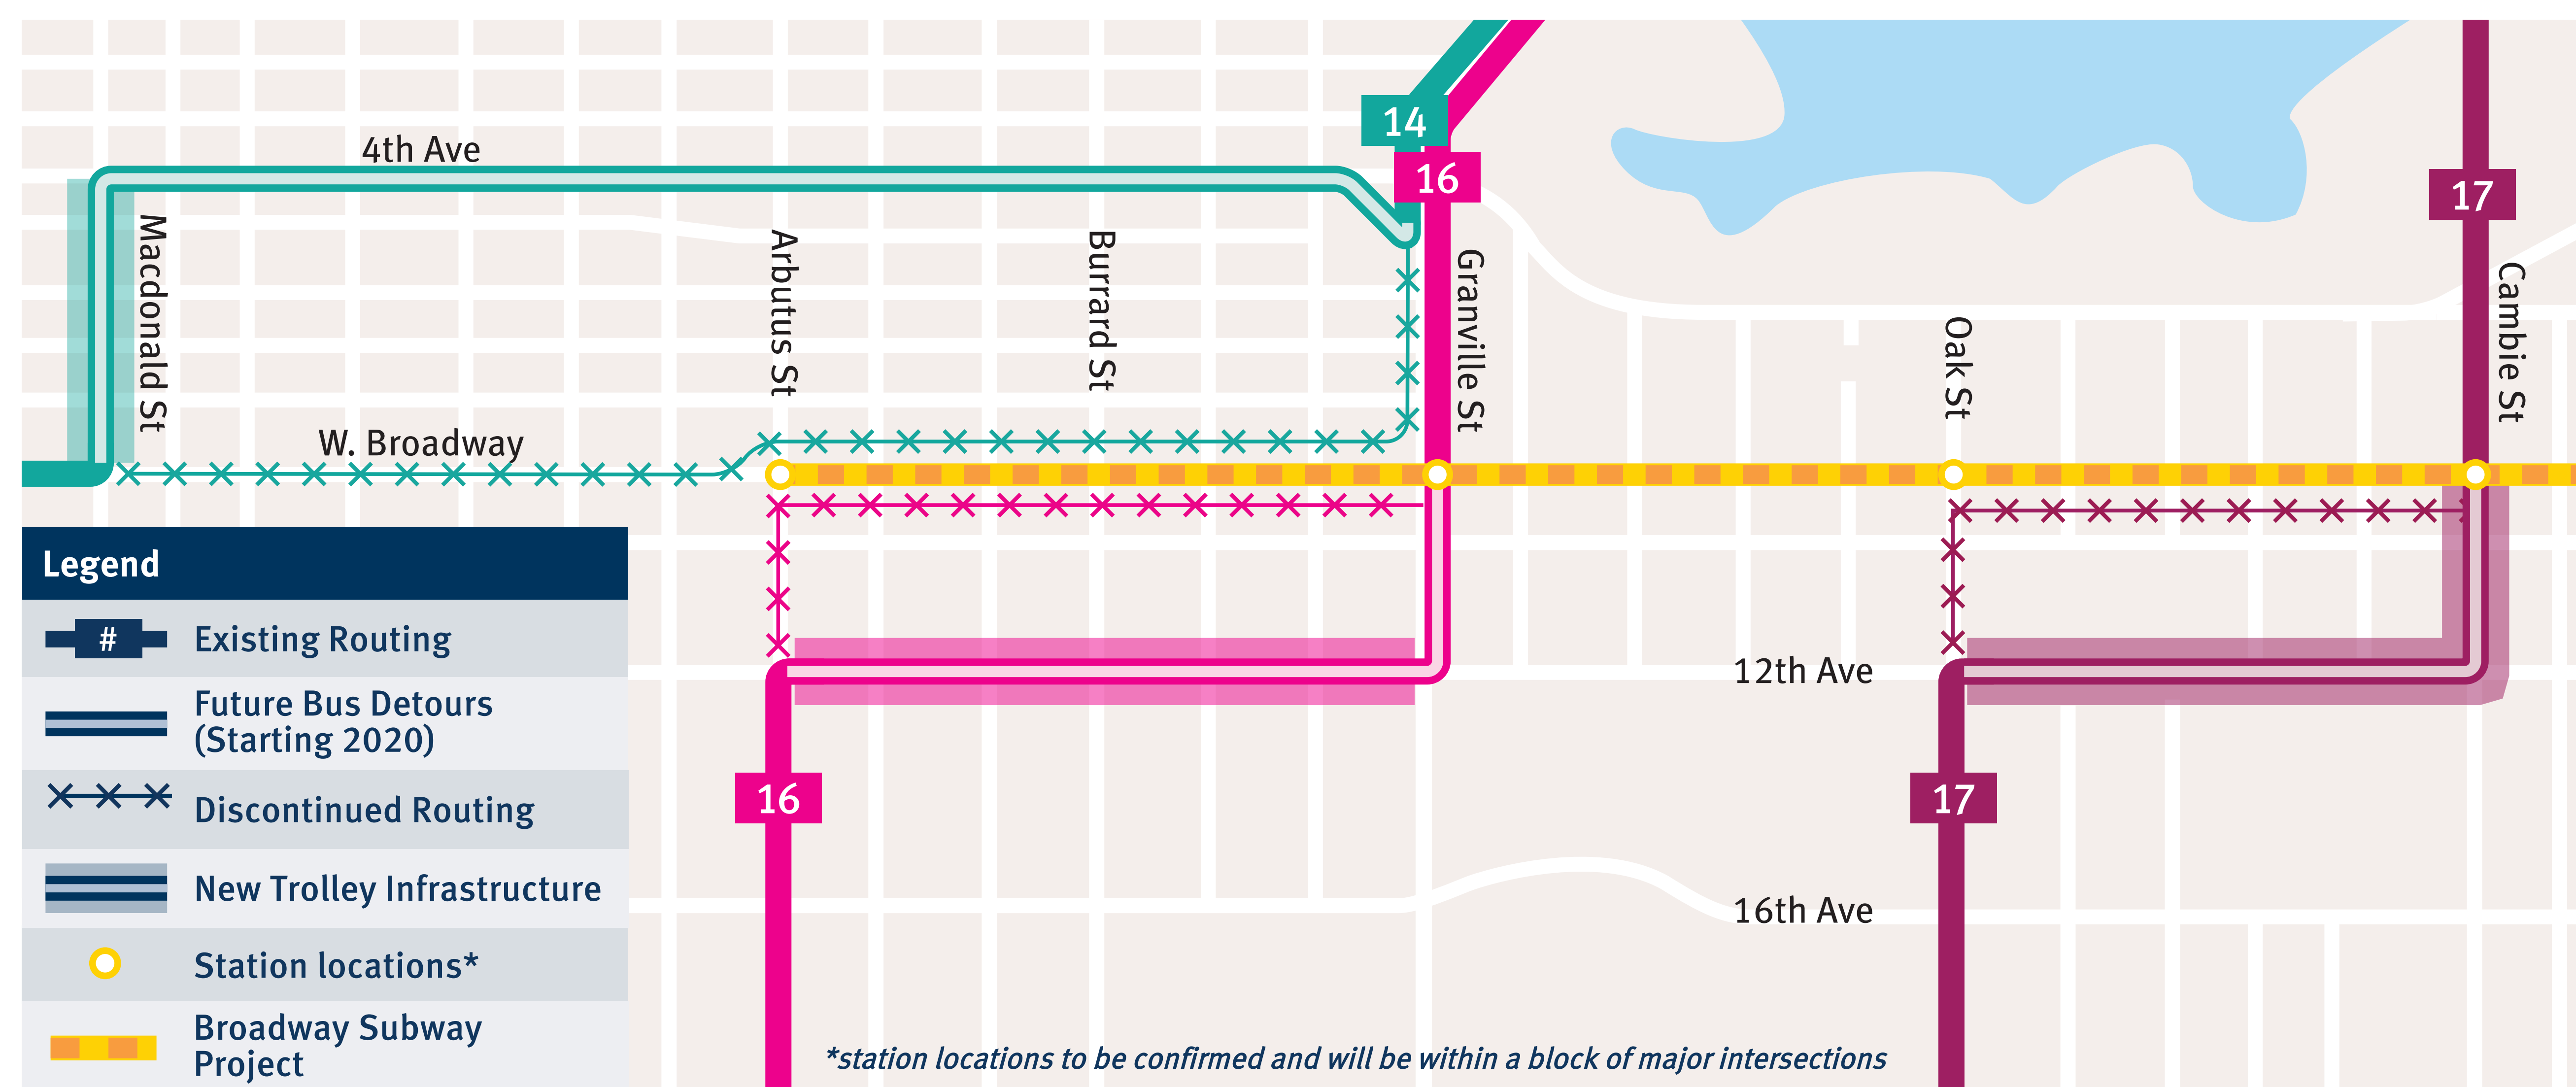 14
16
17
4th Ave
Macdonald St
Arbutus St
Burrard St
Granville St
Oak St
Cambie St
W. Broadway
12th Ave
16
17
16th Ave
Legend
#
Existing Routing
Future Bus Detours
(Starting 2020)
Discontinued Routing
New Trolley Infrastructure
Station locations*
Broadway Subway
Project
*station locations to be confirmed and will be within a block of major intersections